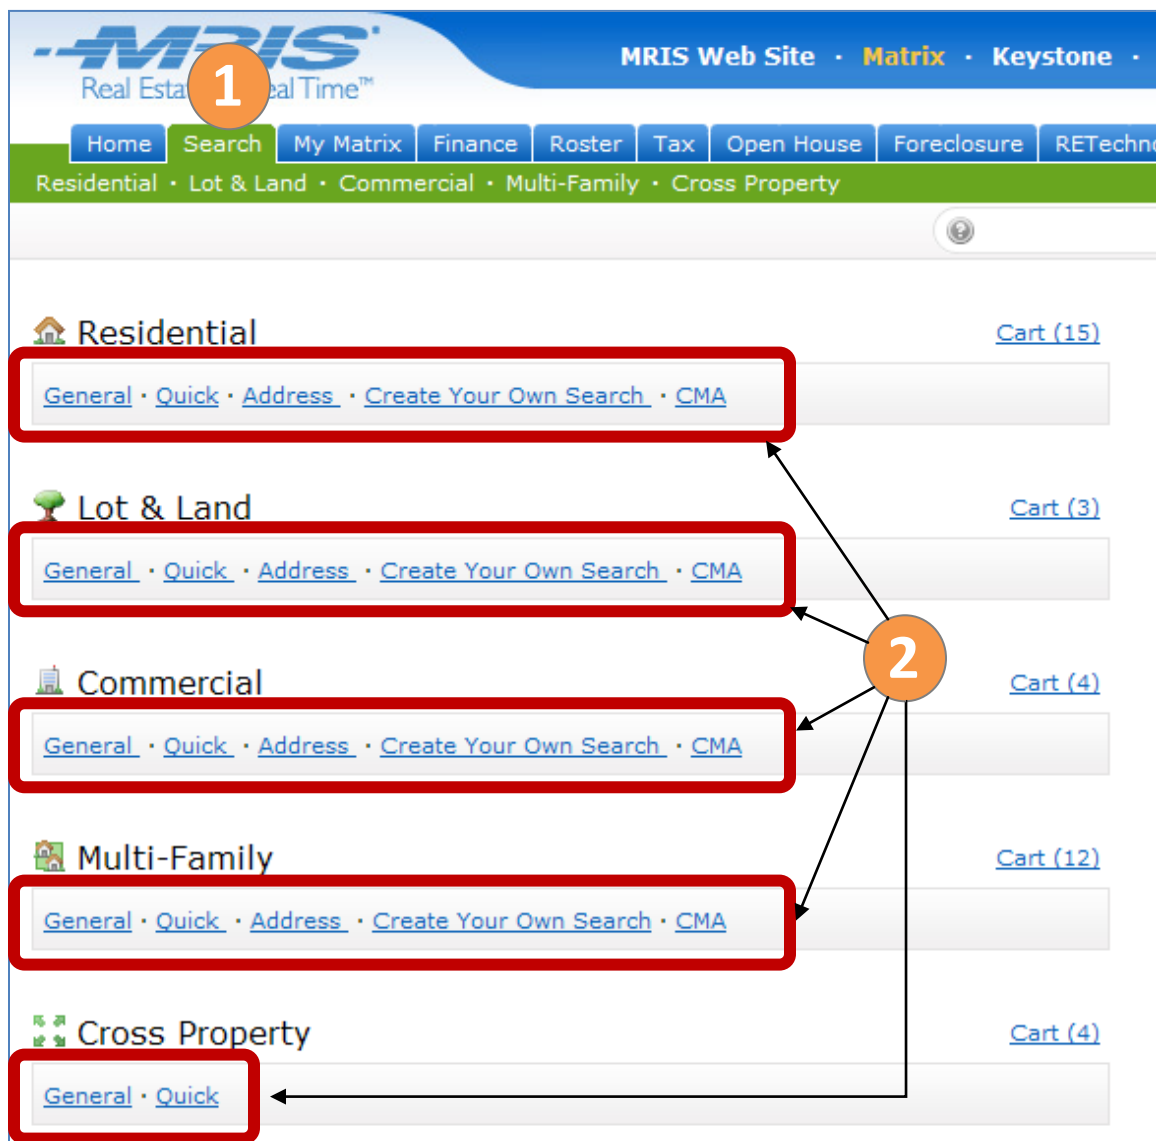 MRIS
MRIS Web Site · Matrix · Keystone ·
Real Esta 1 eal Time™
Home Search My Matrix Finance Roster Tax Open House Foreclosure RETechno
Residential · Lot & Land · Commercial · Multi-Family · Cross Property
?
Residential Cart (15)
General · Quick · Address · Create Your Own Search · CMA
Lot & Land Cart (3)
General · Quick · Address · Create Your Own Search · CMA
2
Commercial Cart (4)
General · Quick · Address · Create Your Own Search · CMA
Multi-Family Cart (12)
General · Quick · Address · Create Your Own Search · CMA
Cross Property Cart (4)
General · Quick